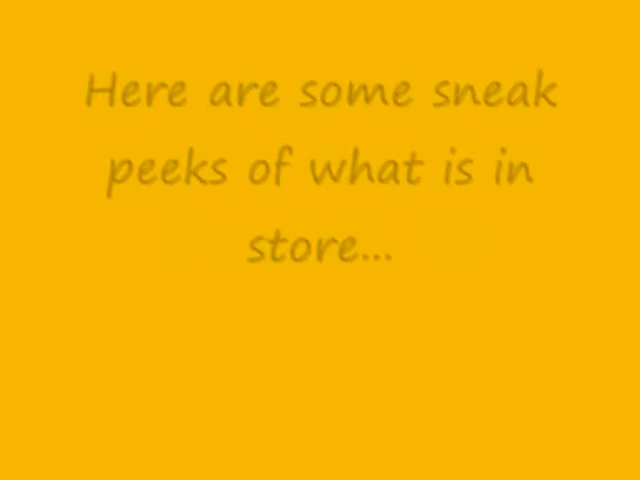 Here are some sneak
peeks of what is in
store...